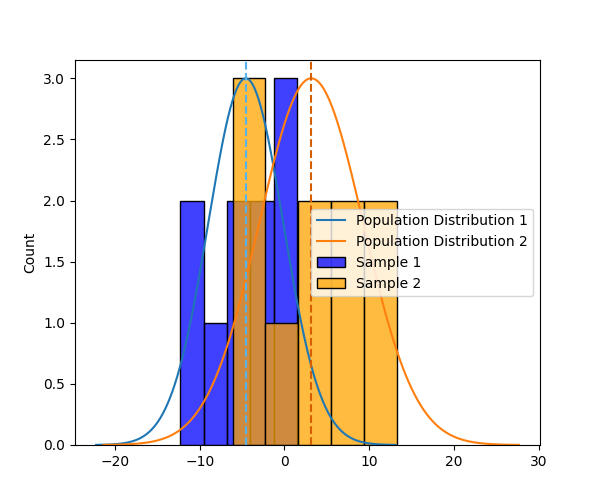 3.0
2.5
2.0
1.5
1.0
0.5
0.0
Count
Population Distribution 1
Population Distribution 2
Sample 1
Sample 2
−20
−10
0
10
20
30